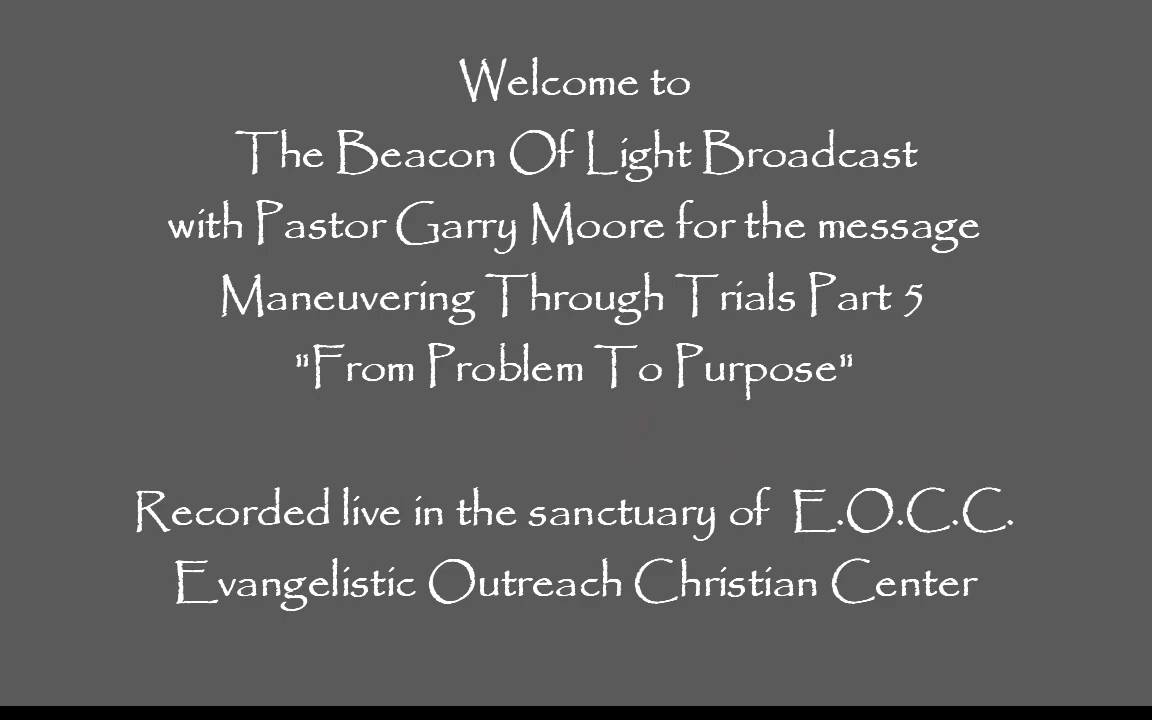 Welcome to
The Beacon Of Light Broadcast
with Pastor Garry Moore for the message
Maneuvering Through Trials Part 5
"From Problem To Purpose"
Recorded live in the sanctuary of E.O.C.C.
Evangelistic Outreach Christian Center